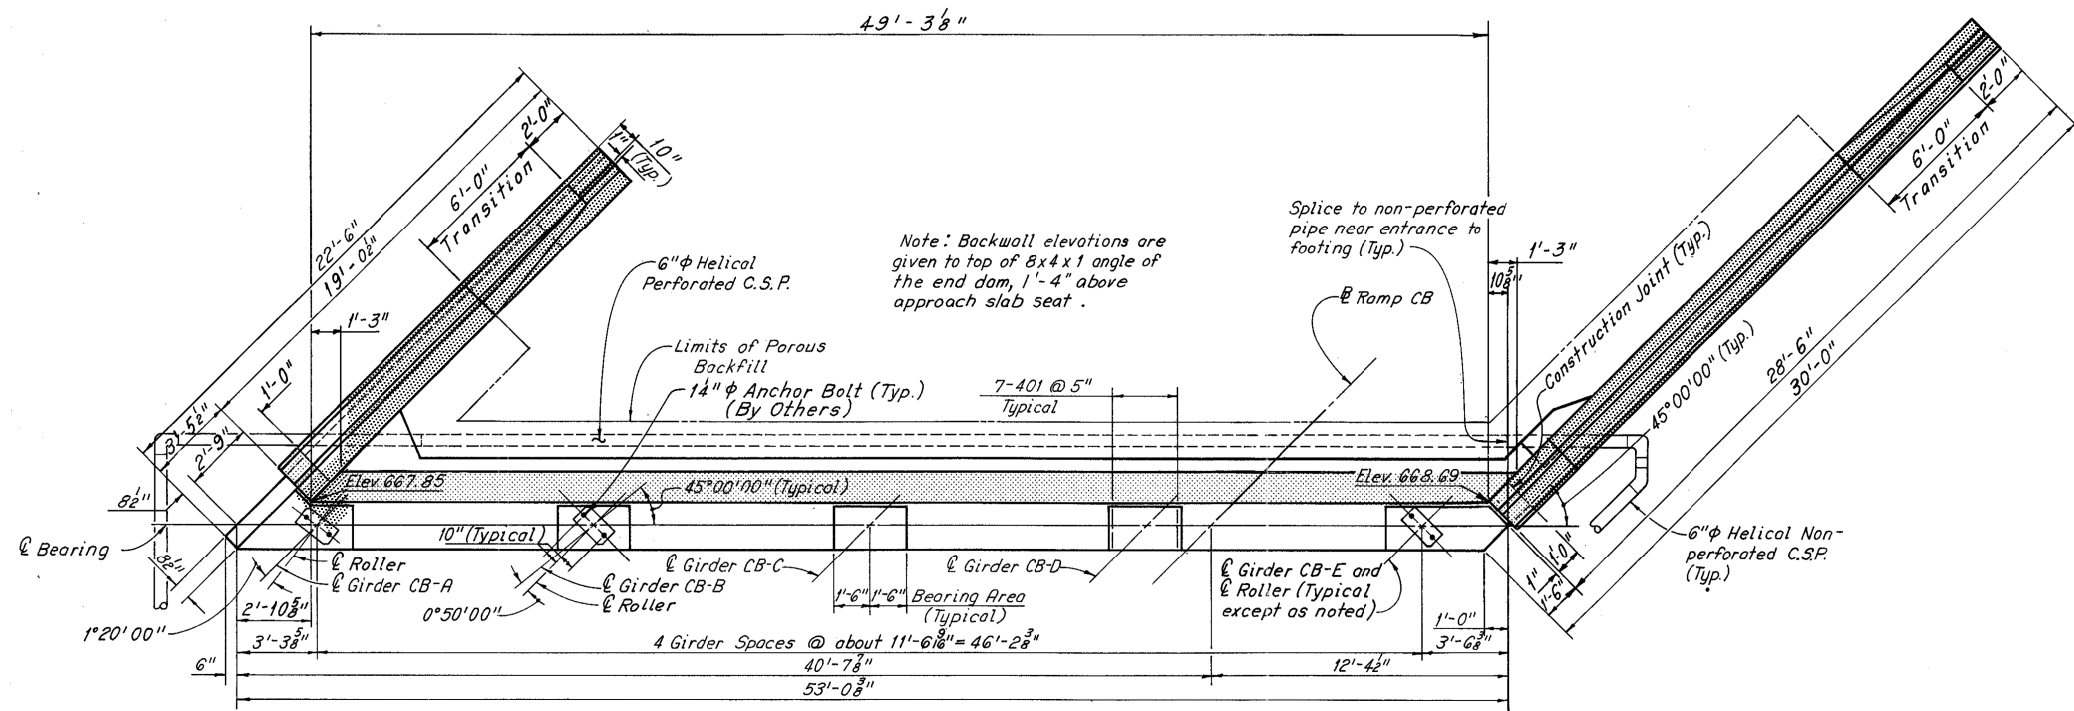 49'-3⅛"
22'-6"
19'-0½"
6'-0"
Transition
2'-0"
1"
(Typ.)
10"
2'-0"
6'-0"
Transition
Splice to non-perforated
pipe near entrance to
footing (Typ.)
Note: Backwall elevations are
given to top of 8x4x1 angle of
the end dam, 1'-4" above
approach slab seat.
6"φ Helical
Perforated C.S.P.
1'-3"
10⅝"
℞ Ramp CB
Construction Joint (Typ.)
1'-3"
Limits of Porous
Backfill
1'-0"
1¼"φ Anchor Bolt (Typ.)
(By Others)
7-401 @ 5"
Typical
45°00'00" (Typ.)
28'-6"
30'-0"
3'-5½"
2'-9"
Elev. 667.85
45°00'00" (Typical)
Elev. 668.69
8½"
℄ Bearing
10" (Typical)
6"φ Helical Non-
perforated C.S.P.
(Typ.)
8½"
℄ Roller
℄ Girder CB-A
℄ Girder CB-B
℄ Roller
℄ Girder CB-C
℄ Girder CB-D
℄ Girder CB-E and
℄ Roller (Typical
except as noted)
1'-0"
1"
1'-6"
2'-10⅝"
0°50'00"
1'-6"
1'-6"
Bearing Area
(Typical)
1°20'00"
1'-0"
3'-3⅝"
4 Girder Spaces @ about 11'-6 9/16" = 46'-2⅜"
3'-6⅜"
6"
40'-7⅞"
12'-4½"
53'-0⅜"